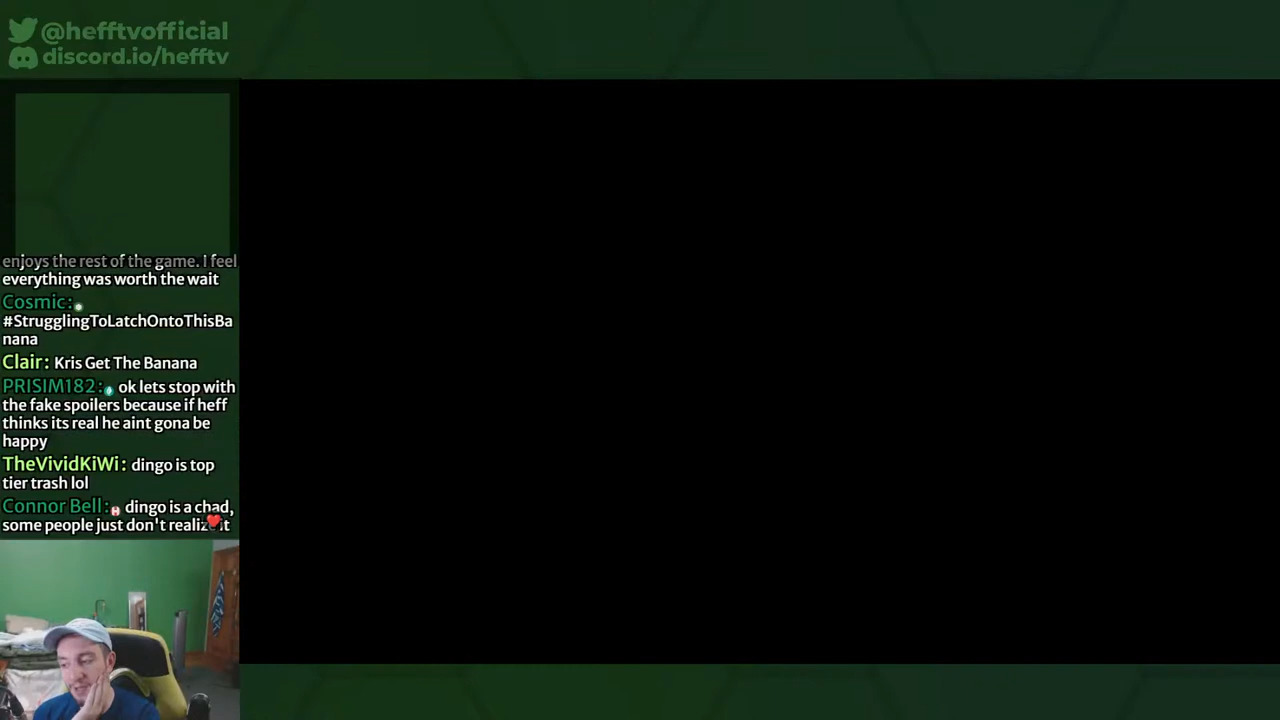 @hefftvofficial
discord.io/hefftv
enjoys the rest of the game. I feel
everything was worth the wait
Cosmic:
#StrugglingToLatchOntoThisBa
nana
Clair: Kris Get The Banana
PRISIM182: ok lets stop with
the fake spoilers because if heff
thinks its real he aint gona be
happy
TheVividKiWi: dingo is top
tier trash lol
Connor Bell: dingo is a chad,
some people just don't realize it